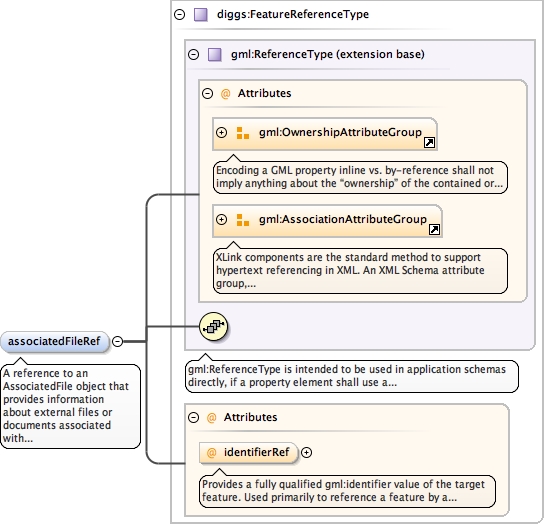 diggs:FeatureReferenceType
gml:ReferenceType (extension base)
@ Attributes
gml:OwnershipAttributeGroup
Encoding a GML property inline vs. by-reference shall not
imply anything about the “ownership” of the contained or...
gml:AssociationAttributeGroup
XLink components are the standard method to support
hypertext referencing in XML. An XML Schema attribute
group,...
associatedFileRef
A reference to an
AssociatedFile object that
provides information
about external files or
documents associated
with...
gml:ReferenceType is intended to be used in application schemas
directly, if a property element shall use a...
@ Attributes
@ identifierRef
Provides a fully qualified gml:identifier value of the target
feature. Used primarily to reference a feature by a...